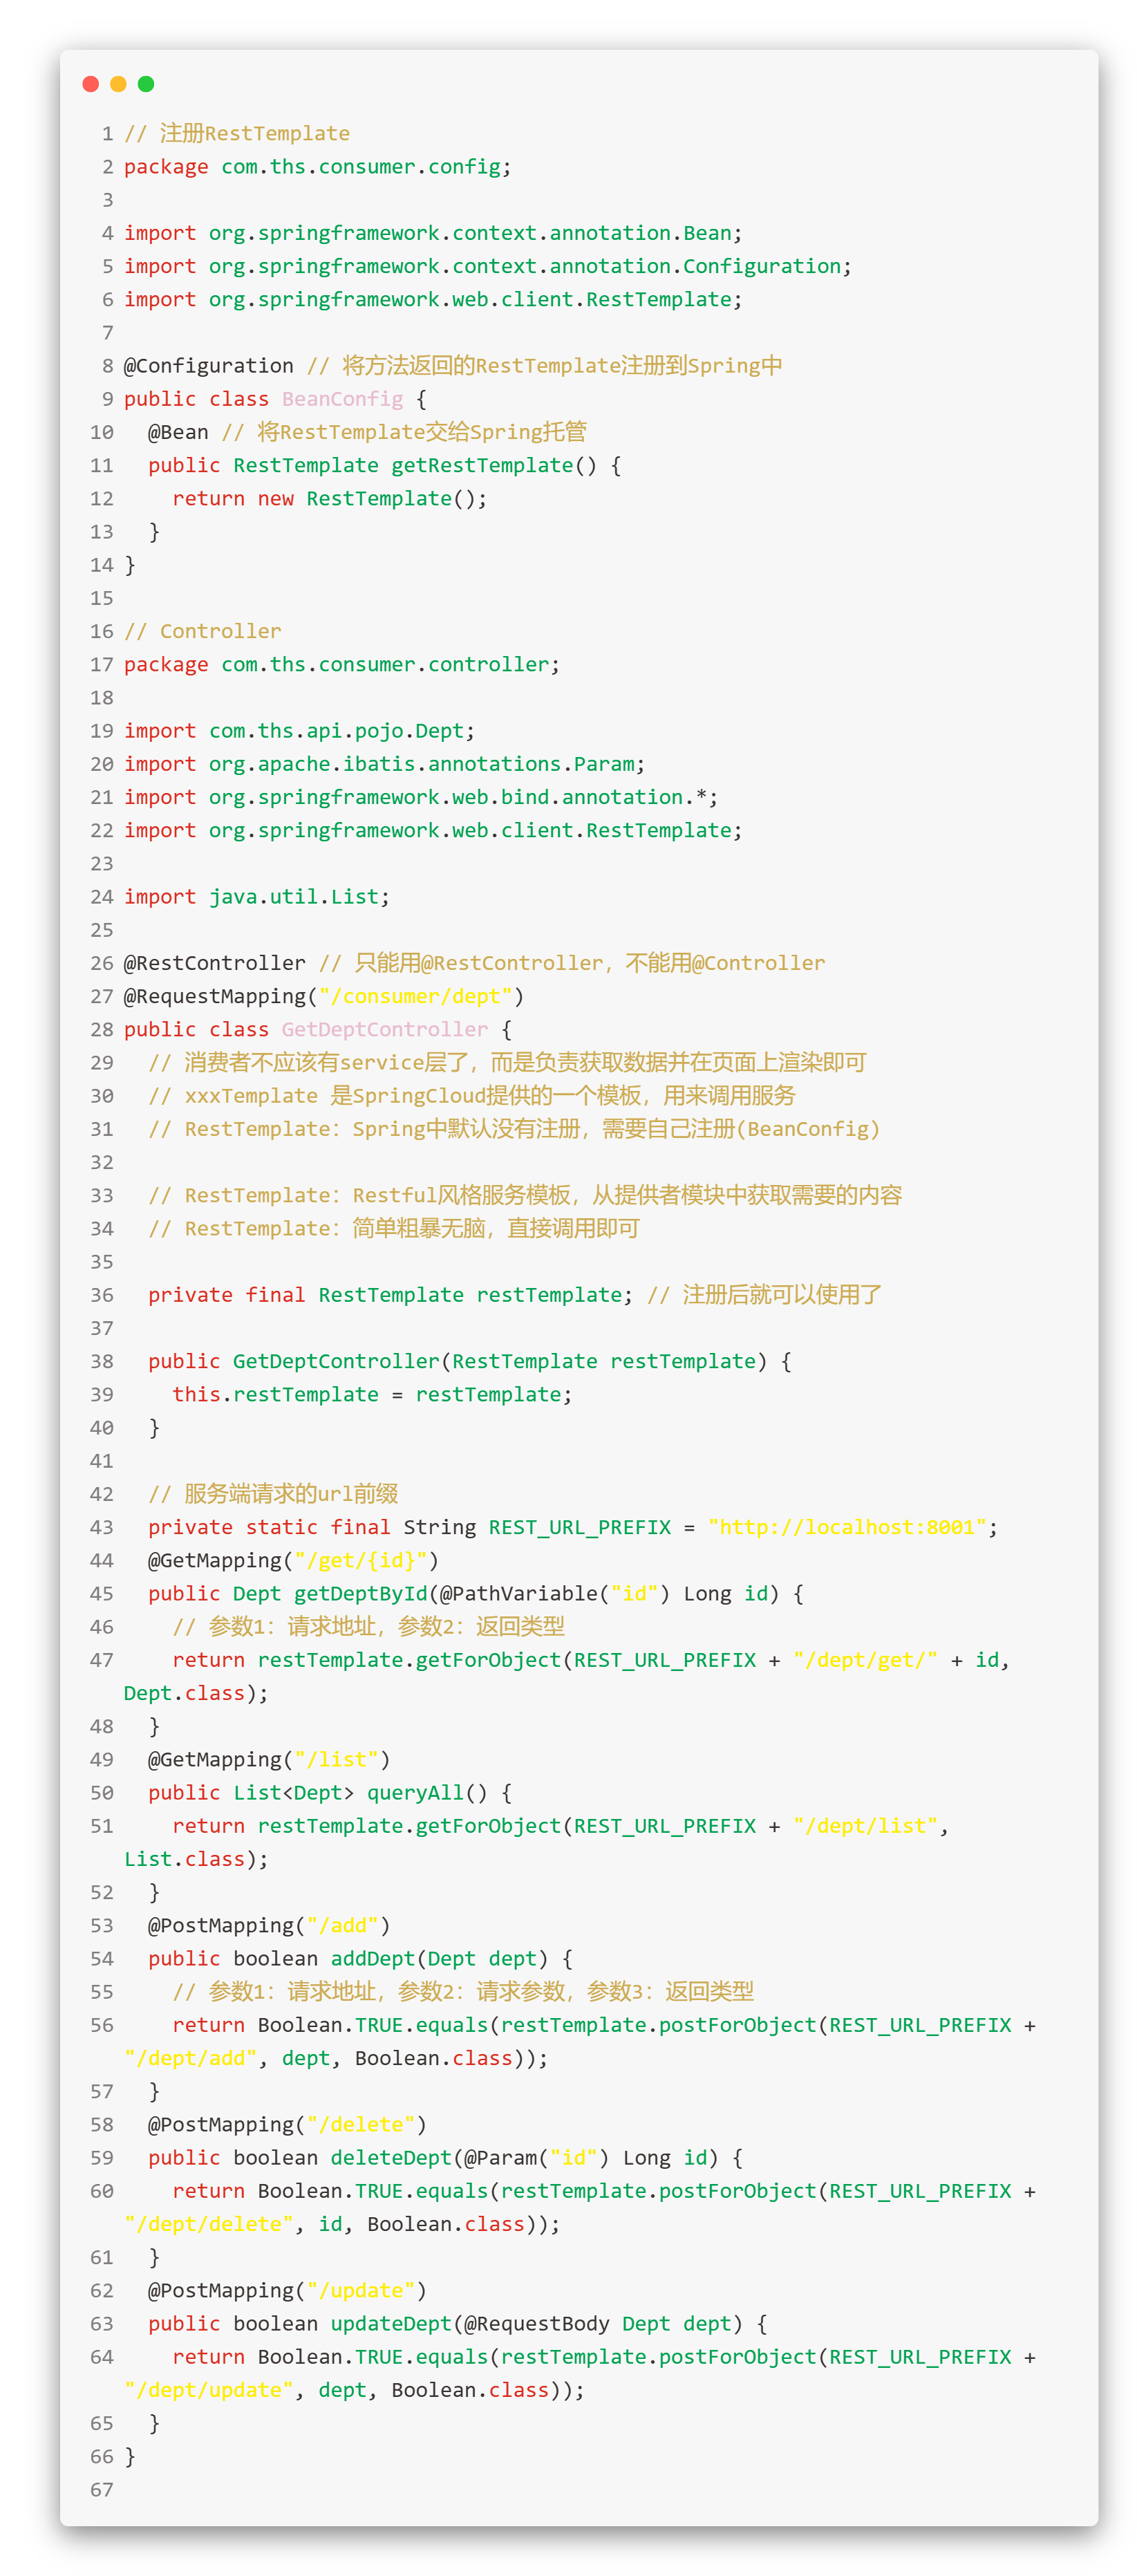 1 // 注册RestTemplate
2 package com.ths.consumer.config;
3
4 import org.springframework.context.annotation.Bean;
5 import org.springframework.context.annotation.Configuration;
6 import org.springframework.web.client.RestTemplate;
7
8 @Configuration // 将方法返回的RestTemplate注册到Spring中
9 public class BeanConfig {
10   @Bean // 将RestTemplate交给Spring托管
11   public RestTemplate getRestTemplate() {
12     return new RestTemplate();
13   }
14 }
15
16 // Controller
17 package com.ths.consumer.controller;
18
19 import com.ths.api.pojo.Dept;
20 import org.apache.ibatis.annotations.Param;
21 import org.springframework.web.bind.annotation.*;
22 import org.springframework.web.client.RestTemplate;
23
24 import java.util.List;
25
26 @RestController // 只能用@RestController，不能用@Controller
27 @RequestMapping("/consumer/dept")
28 public class GetDeptController {
29   // 消费者不应该有service层了，而是负责获取数据并在页面上渲染即可
30   // xxxTemplate 是SpringCloud提供的一个模板，用来调用服务
31   // RestTemplate：Spring中默认没有注册，需要自己注册(BeanConfig)
32
33   // RestTemplate：Restful风格服务模板，从提供者模块中获取需要的内容
34   // RestTemplate：简单粗暴无脑，直接调用即可
35
36   private final RestTemplate restTemplate; // 注册后就可以使用了
37
38   public GetDeptController(RestTemplate restTemplate) {
39     this.restTemplate = restTemplate;
40   }
41
42   // 服务端请求的url前缀
43   private static final String REST_URL_PREFIX = "http://localhost:8001";
44   @GetMapping("/get/{id}")
45   public Dept getDeptById(@PathVariable("id") Long id) {
46     // 参数1：请求地址，参数2：返回类型
47     return restTemplate.getForObject(REST_URL_PREFIX + "/dept/get/" + id,
Dept.class);
48   }
49   @GetMapping("/list")
50   public List<Dept> queryAll() {
51     return restTemplate.getForObject(REST_URL_PREFIX + "/dept/list",
List.class);
52   }
53   @PostMapping("/add")
54   public boolean addDept(Dept dept) {
55     // 参数1：请求地址，参数2：请求参数，参数3：返回类型
56     return Boolean.TRUE.equals(restTemplate.postForObject(REST_URL_PREFIX +
"/dept/add", dept, Boolean.class));
57   }
58   @PostMapping("/delete")
59   public boolean deleteDept(@Param("id") Long id) {
60     return Boolean.TRUE.equals(restTemplate.postForObject(REST_URL_PREFIX +
"/dept/delete", id, Boolean.class));
61   }
62   @PostMapping("/update")
63   public boolean updateDept(@RequestBody Dept dept) {
64     return Boolean.TRUE.equals(restTemplate.postForObject(REST_URL_PREFIX +
"/dept/update", dept, Boolean.class));
65   }
66 }
67